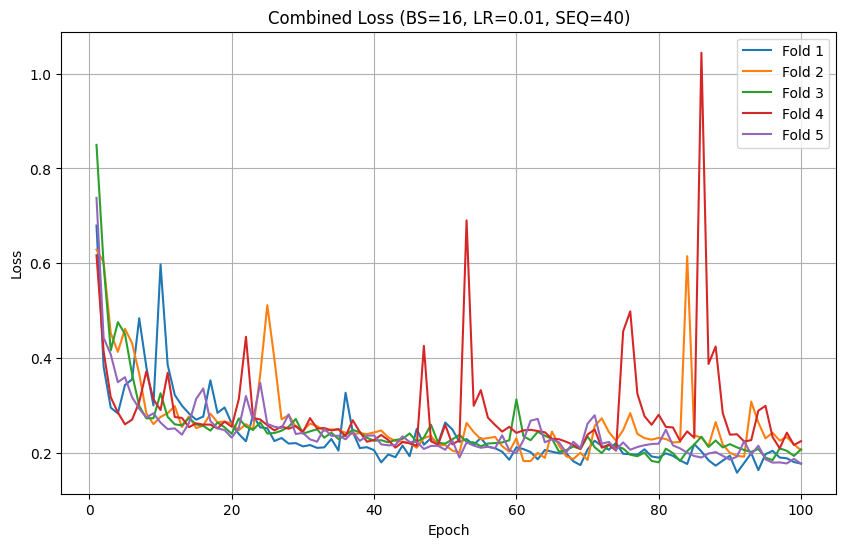 Combined Loss (BS=16, LR=0.01, SEQ=40)
Fold 1
Fold 2
Fold 3
Fold 4
Fold 5
Loss
1.0
0.8
0.6
0.4
0.2
0 20 40 60 80 100
Epoch